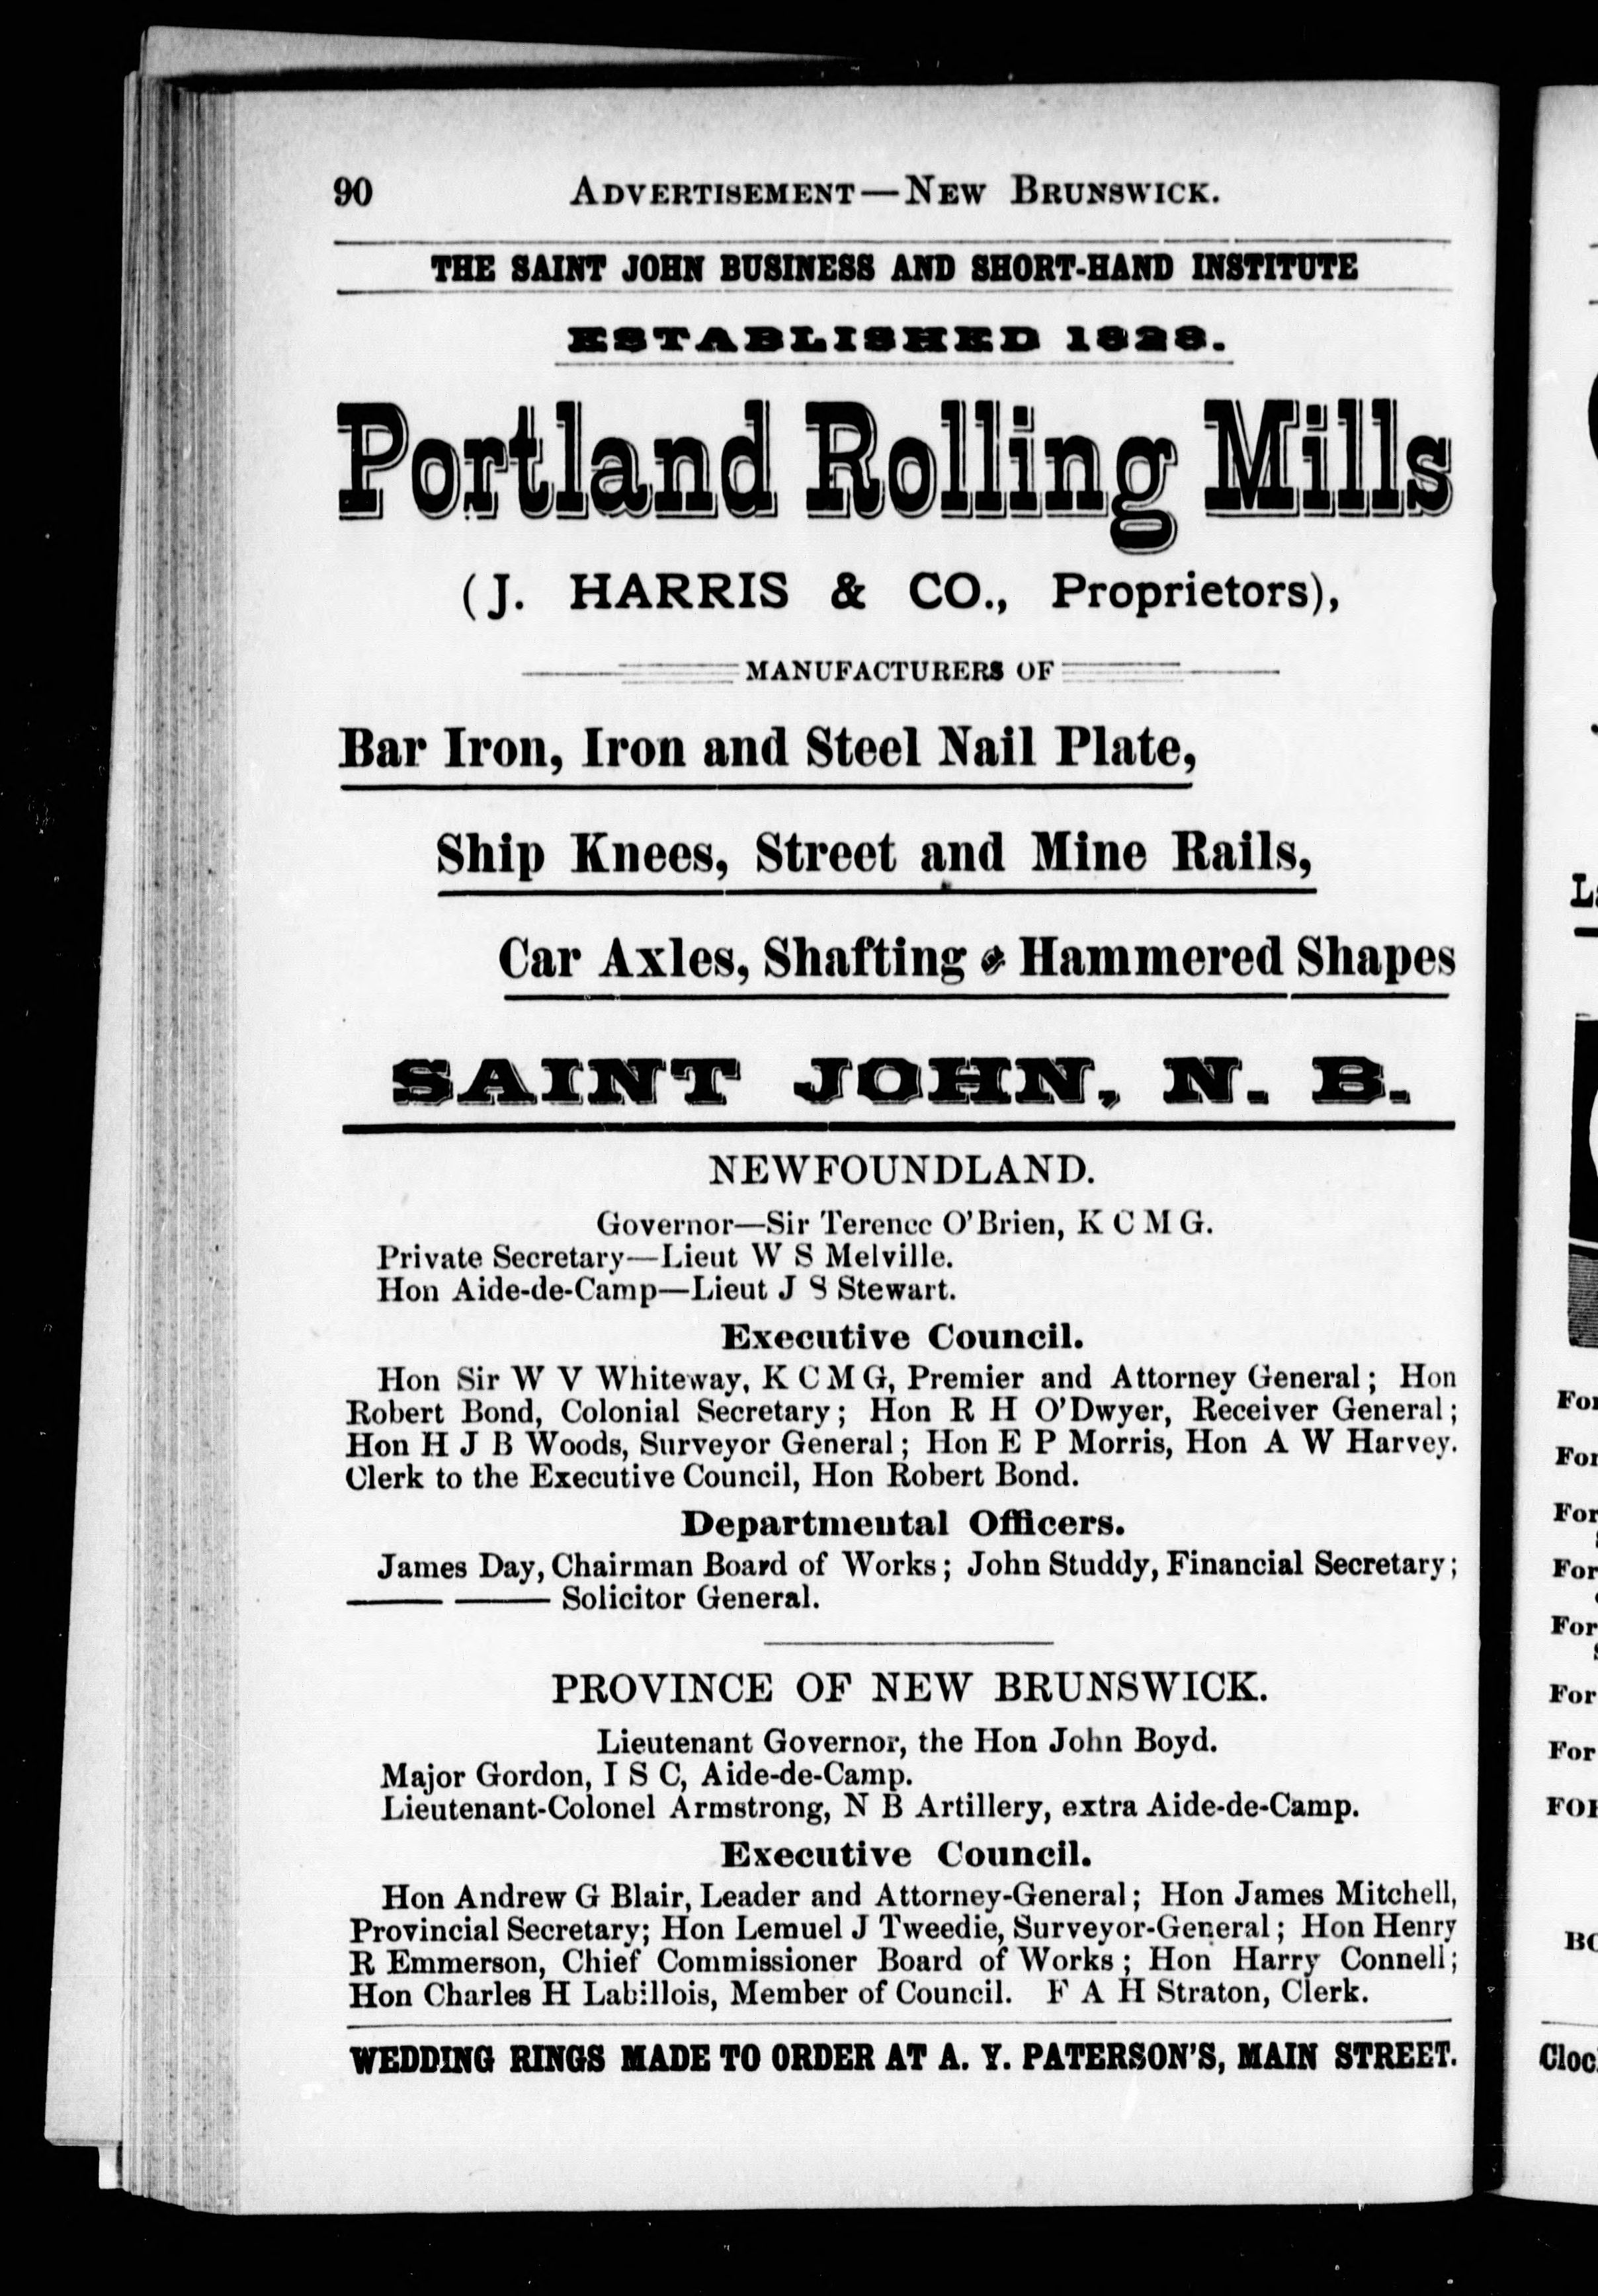 90 ADVERTISEMENT—NEW BRUNSWICK.
THE SAINT JOHN BUSINESS AND SHORT-HAND INSTITUTE
ESTABLISHED 1828.
Portland Rolling Mills
(J. HARRIS & CO., Proprietors),
MANUFACTURERS OF
Bar Iron, Iron and Steel Nail Plate,
Ship Knees, Street and Mine Rails,
Car Axles, Shafting & Hammered Shapes
SAINT JOHN, N. B.
NEWFOUNDLAND.
Governor—Sir Terence O'Brien, K C M G.
Private Secretary—Lieut W S Melville.
Hon Aide-de-Camp—Lieut J S Stewart.
Executive Council.
Hon Sir W V Whiteway, K C M G, Premier and Attorney General; Hon
Robert Bond, Colonial Secretary; Hon R H O'Dwyer, Receiver General;
Hon H J B Woods, Surveyor General; Hon E P Morris, Hon A W Harvey.
Clerk to the Executive Council, Hon Robert Bond.
Departmental Officers.
James Day, Chairman Board of Works; John Studdy, Financial Secretary;
—— —— Solicitor General.
PROVINCE OF NEW BRUNSWICK.
Lieutenant Governor, the Hon John Boyd.
Major Gordon, I S C, Aide-de-Camp.
Lieutenant-Colonel Armstrong, N B Artillery, extra Aide-de-Camp.
Executive Council.
Hon Andrew G Blair, Leader and Attorney-General; Hon James Mitchell,
Provincial Secretary; Hon Lemuel J Tweedie, Surveyor-General; Hon Henry
R Emmerson, Chief Commissioner Board of Works; Hon Harry Connell;
Hon Charles H Labillois, Member of Council. F A H Straton, Clerk.
WEDDING RINGS MADE TO ORDER AT A. Y. PATERSON'S, MAIN STREET.
For
For
For
For
For